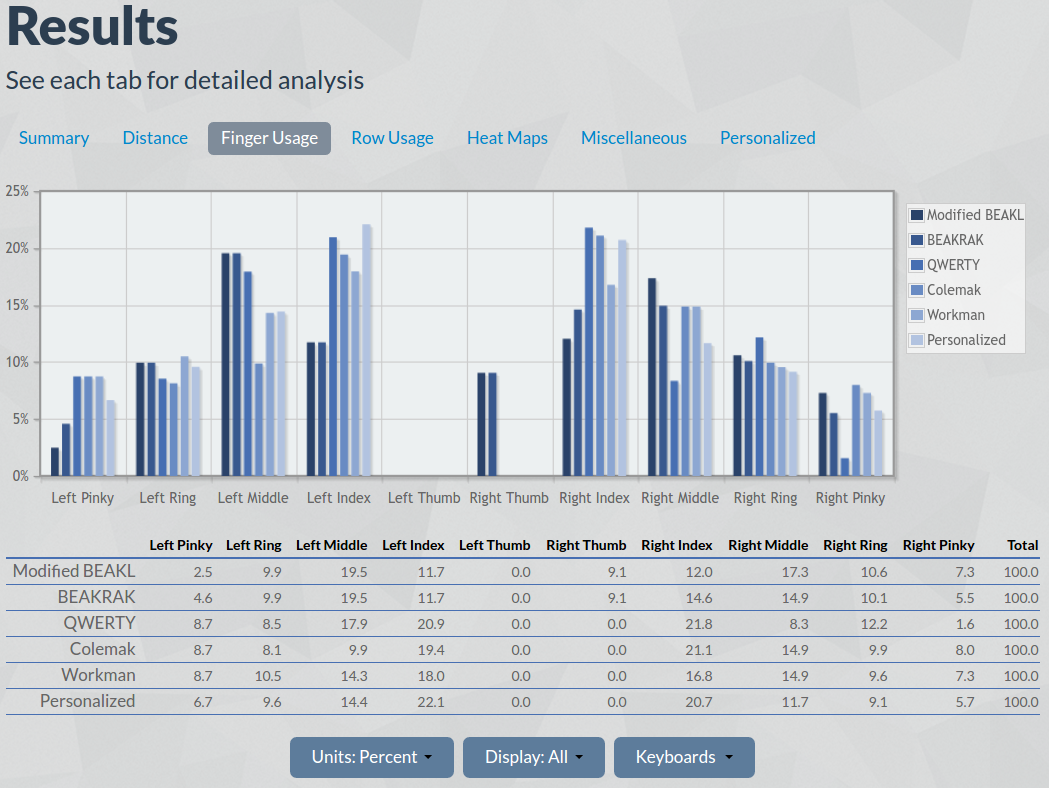 Results
See each tab for detailed analysis
Summary Distance Finger Usage Row Usage Heat Maps Miscellaneous Personalized
25%
20%
15%
10%
5%
0%
Left Pinky Left Ring Left Middle Left Index Left Thumb Right Thumb Right Index Right Middle Right Ring Right Pinky
Modified BEAKL
BEAKRAK
QWERTY
Colemak
Workman
Personalized
Left Pinky Left Ring Left Middle Left Index Left Thumb Right Thumb Right Index Right Middle Right Ring Right Pinky Total
Modified BEAKL 2.5 9.9 19.5 11.7 0.0 9.1 12.0 17.3 10.6 7.3 100.0
BEAKRAK 4.6 9.9 19.5 11.7 0.0 9.1 14.6 14.9 10.1 5.5 100.0
QWERTY 8.7 8.5 17.9 20.9 0.0 0.0 21.8 8.3 12.2 1.6 100.0
Colemak 8.7 8.1 9.9 19.4 0.0 0.0 21.1 14.9 9.9 8.0 100.0
Workman 8.7 10.5 14.3 18.0 0.0 0.0 16.8 14.9 9.6 7.3 100.0
Personalized 6.7 9.6 14.4 22.1 0.0 0.0 20.7 11.7 9.1 5.7 100.0
Units: Percent Display: All Keyboards